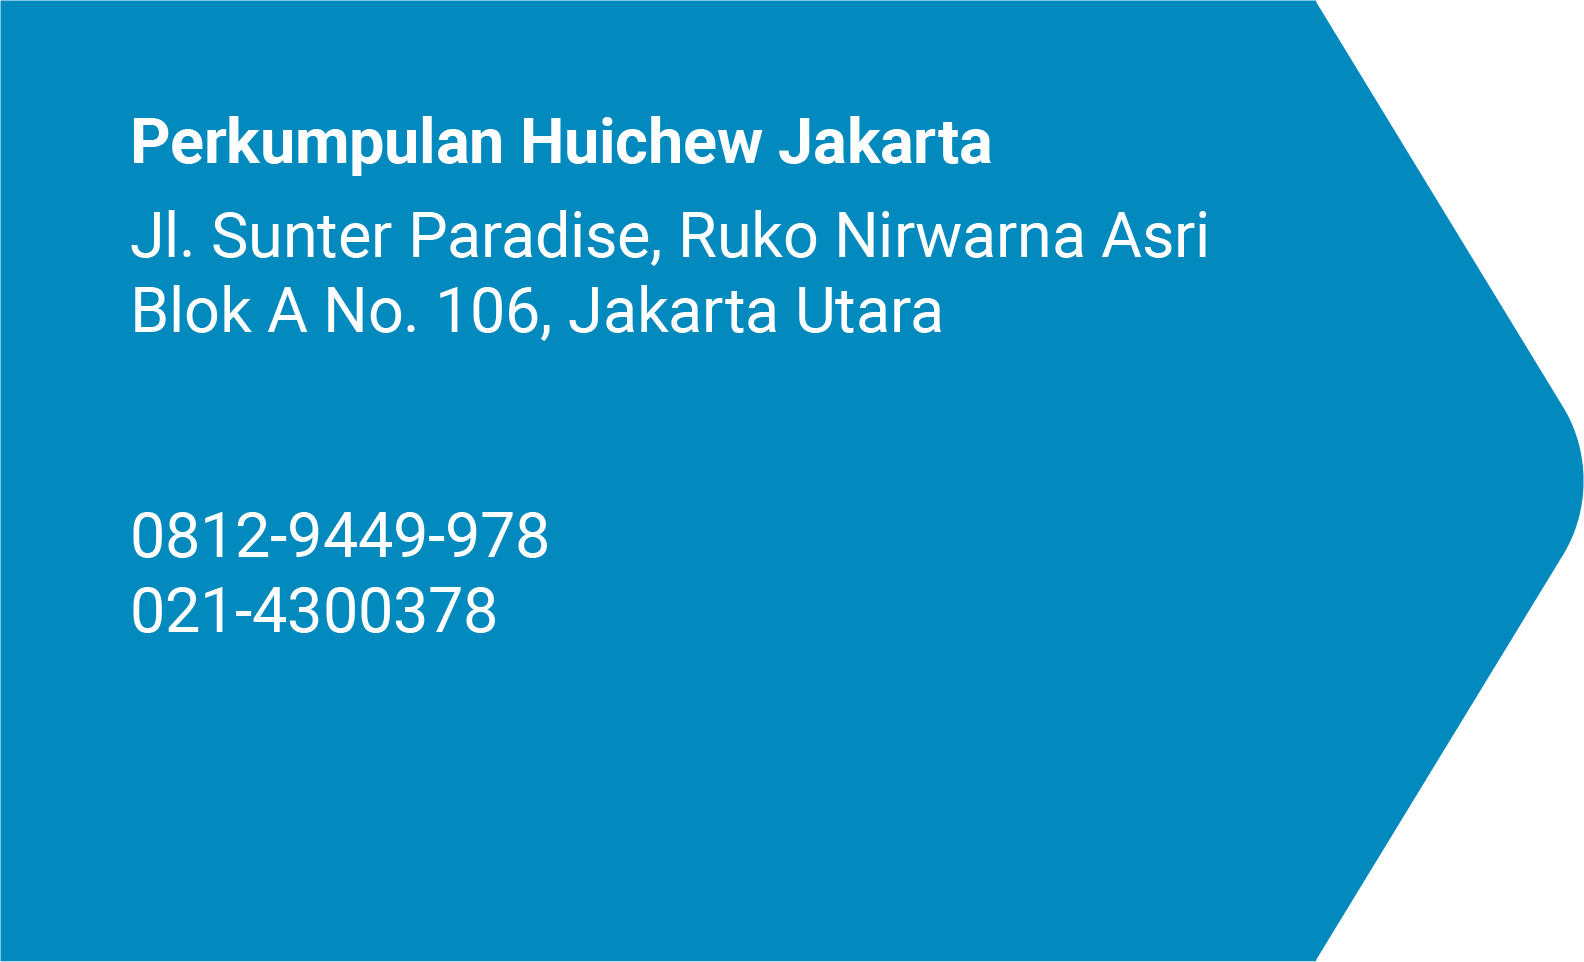 Perkumpulan Huichew Jakarta
Jl. Sunter Paradise, Ruko Nirwarna Asri
Blok A No. 106, Jakarta Utara
0812-9449-978
021-4300378